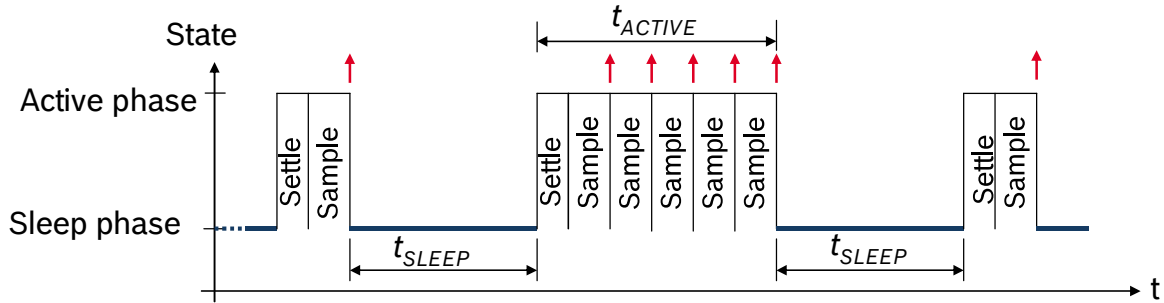 t_ACTIVE
State
Active phase
Settle
Sample
Settle
Sample
Sample
Sample
Sample
Sample
Settle
Sample
Sleep phase
t_SLEEP
t_SLEEP
t